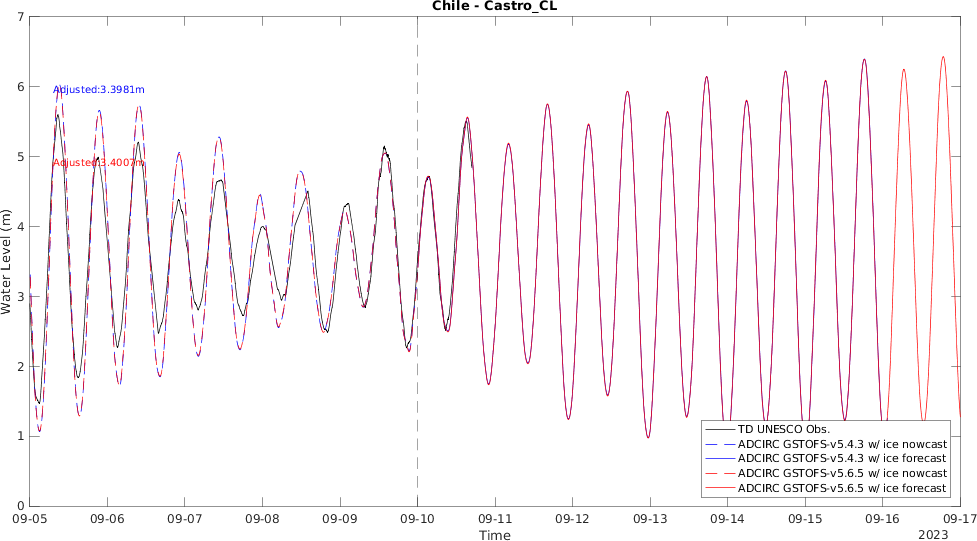 Chile - Castro_CL
7
6
5
4
3
2
1
0
Water Level (m)
Adjusted:3.3981m
Adjusted:3.4007m
TD UNESCO Obs.
ADCIRC GSTOFS-v5.4.3 w/ ice nowcast
ADCIRC GSTOFS-v5.4.3 w/ ice forecast
ADCIRC GSTOFS-v5.6.5 w/ ice nowcast
ADCIRC GSTOFS-v5.6.5 w/ ice forecast
09-05 09-06 09-07 09-08 09-09 09-10 09-11 09-12 09-13 09-14 09-15 09-16 09-17
Time
2023